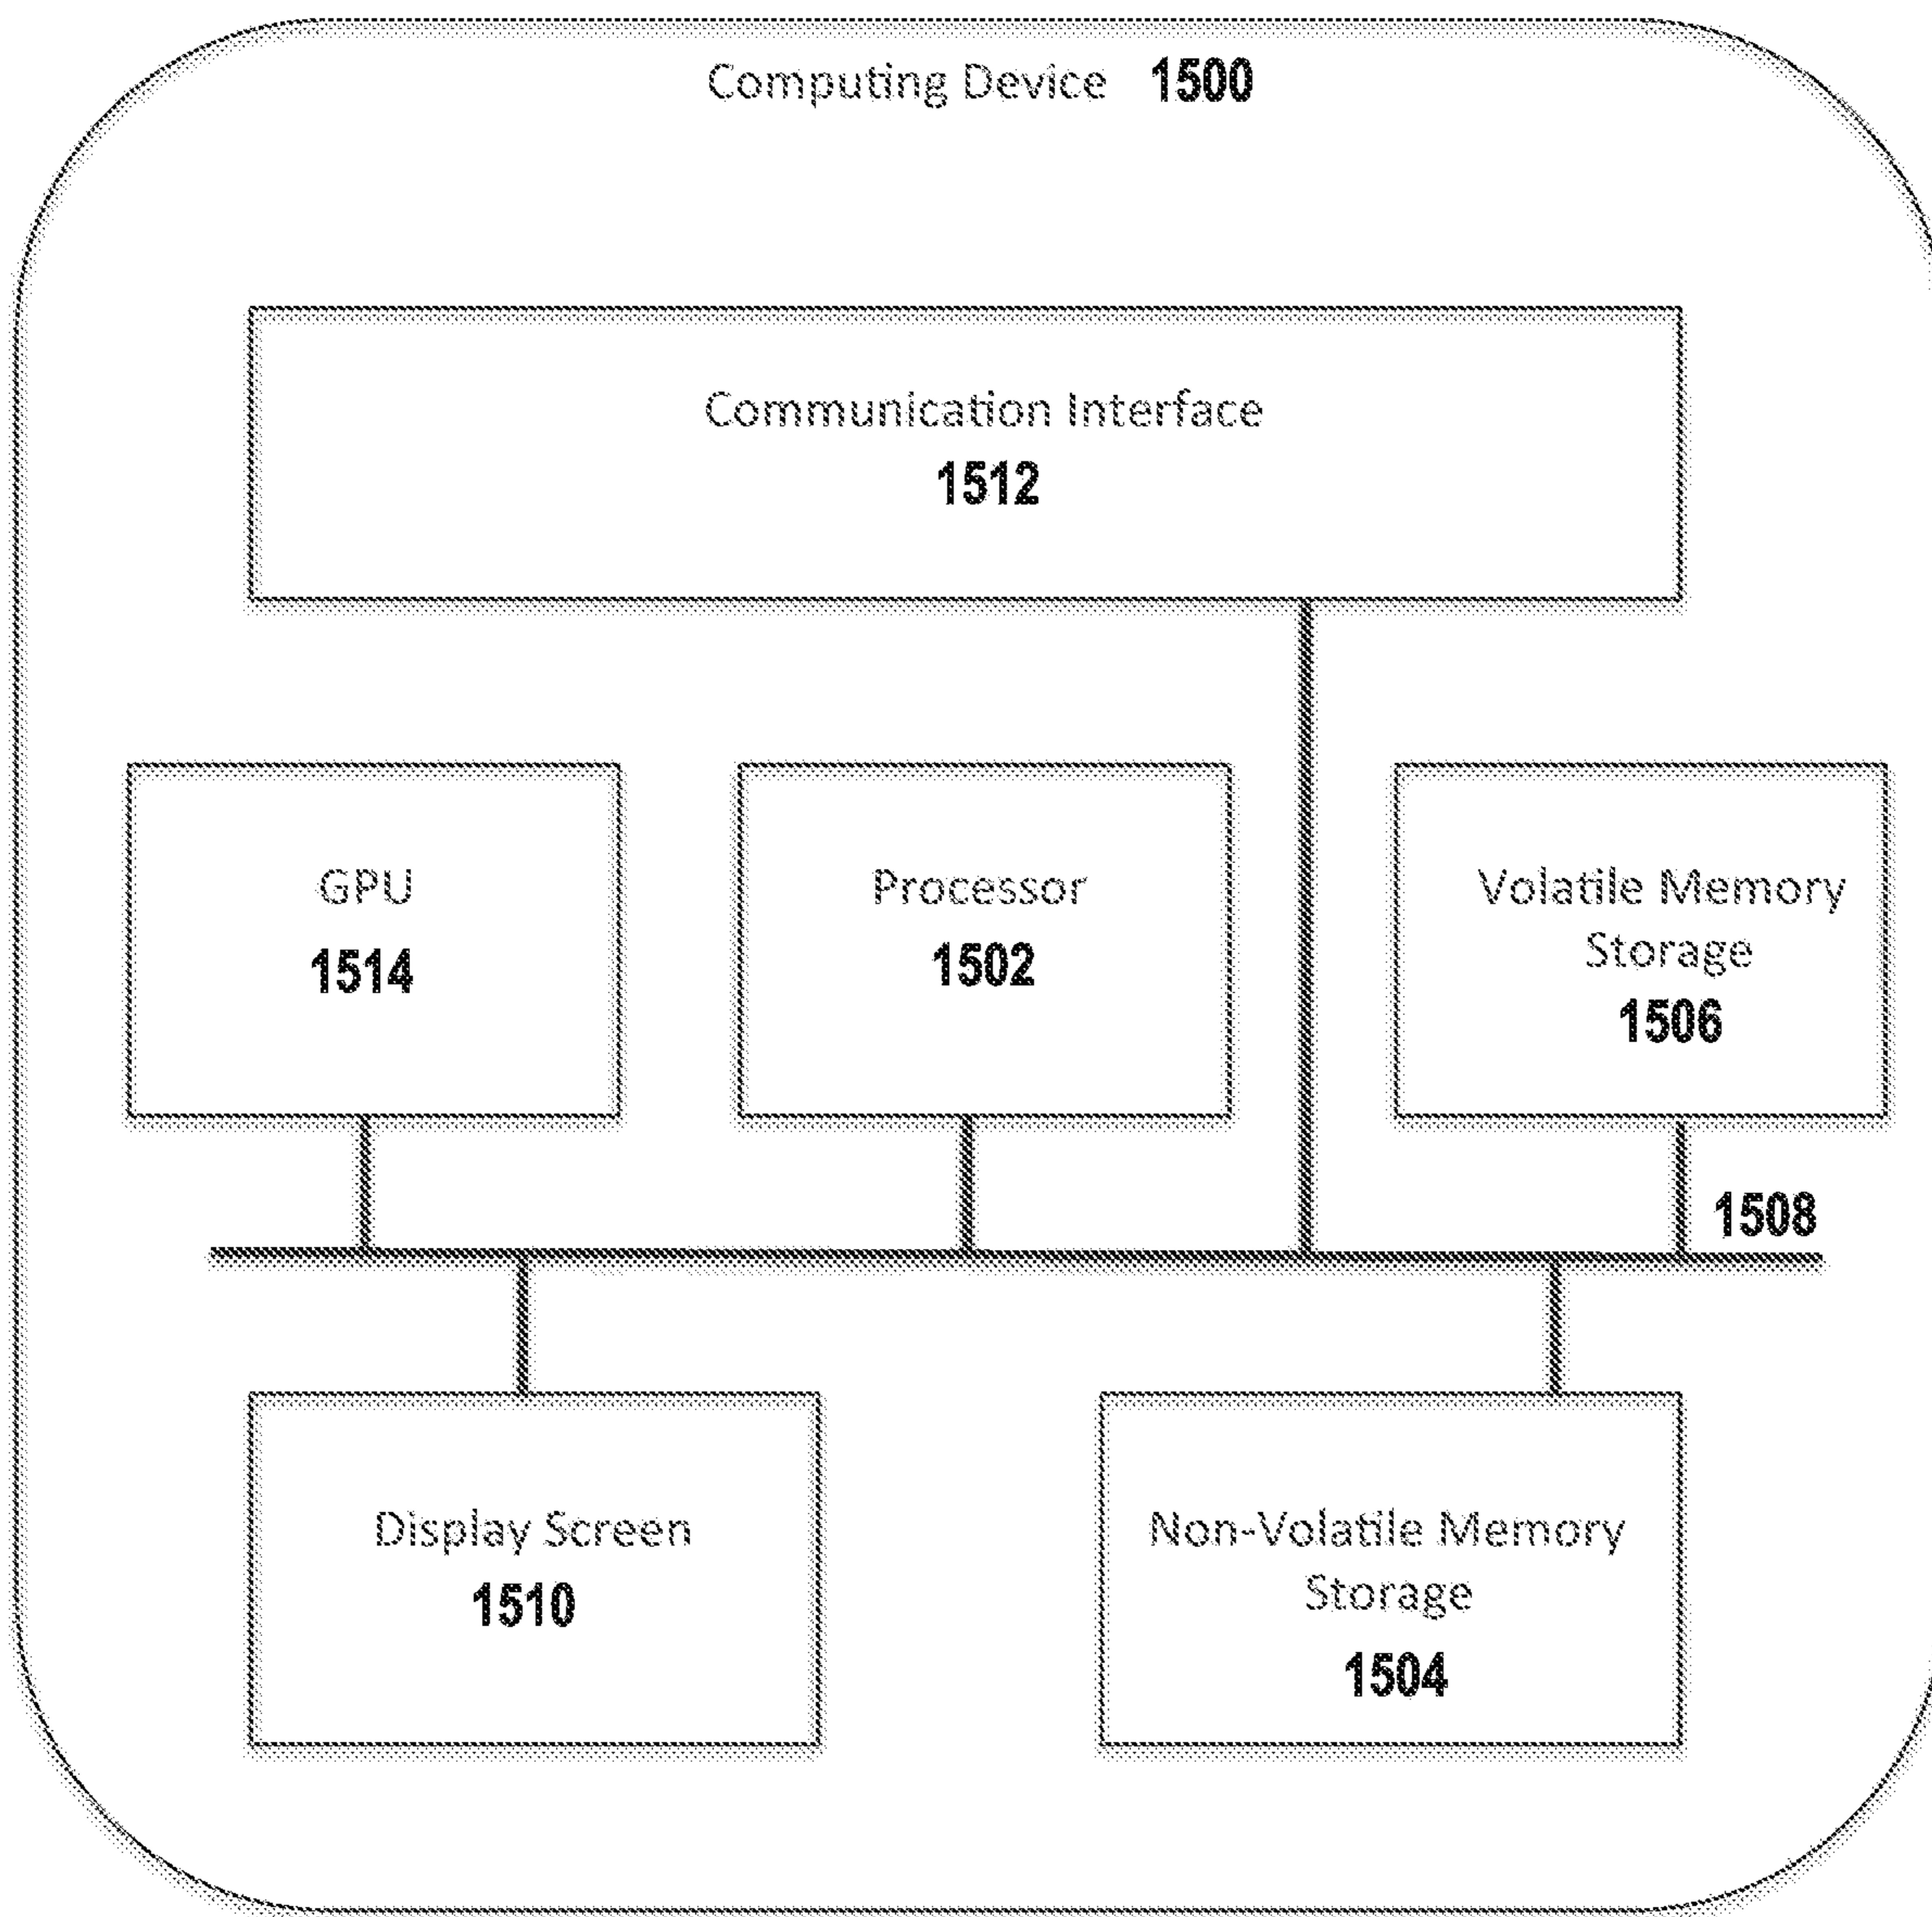 Computing Device 1500
Communication Interface
1512
GPU
1514
Processor
1502
Volatile Memory
Storage
1506
1508
Display Screen
1510
Non-Volatile Memory
Storage
1504